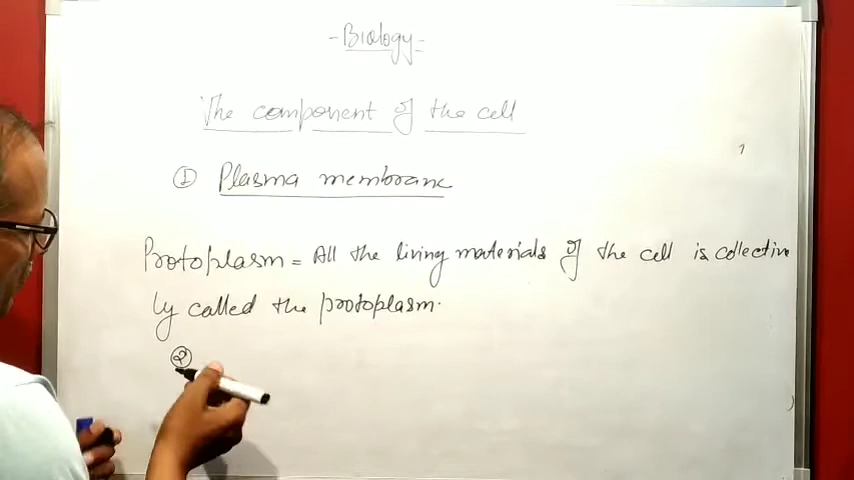 - Biology -
The component of the cell
① Plasma membrane
Protoplasm = All the living materials of the cell is collective
ly called the protoplasm.
②